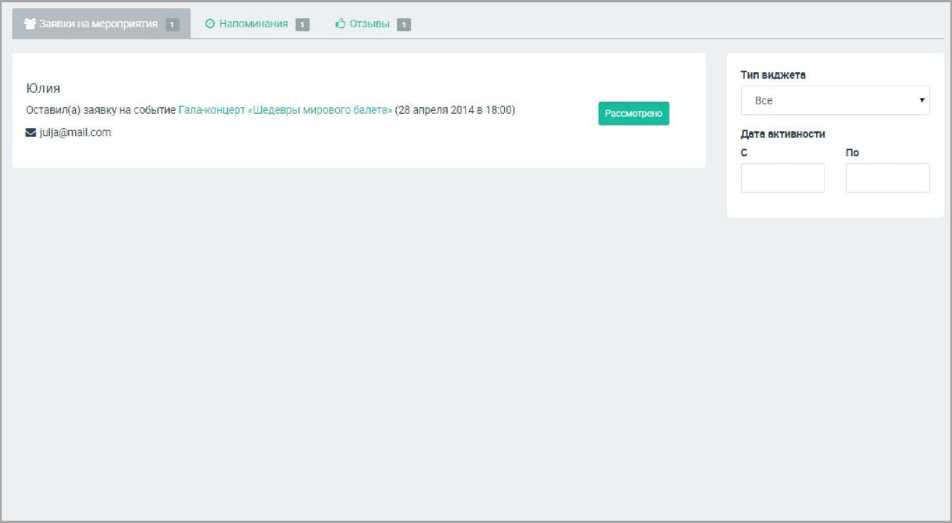 Заявки на мероприятия 1 Напоминания 1 Отзывы 1
Юлия
Оставил(а) заявку на событие Гала-концерт «Шедевры мирового балета» (28 апреля 2014 в 18:00)
Рассмотрено
julja@mail.com
Тип виджета
Все
Дата активности
С По